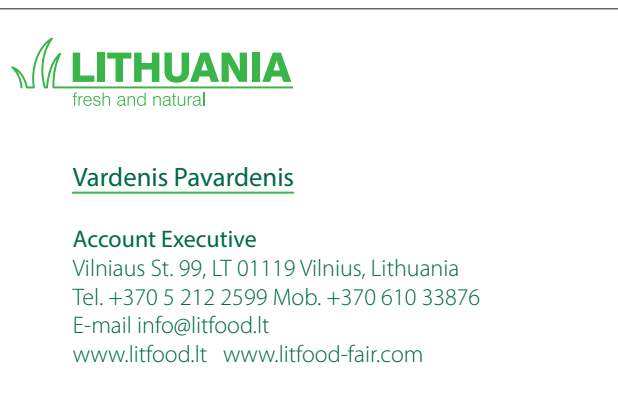 LITHUANIA
fresh and natural
Vardenis Pavardenis
Account Executive
Vilniaus St. 99, LT 01119 Vilnius, Lithuania
Tel. +370 5 212 2599 Mob. +370 610 33876
E-mail info@litfood.lt
www.litfood.lt www.litfood-fair.com